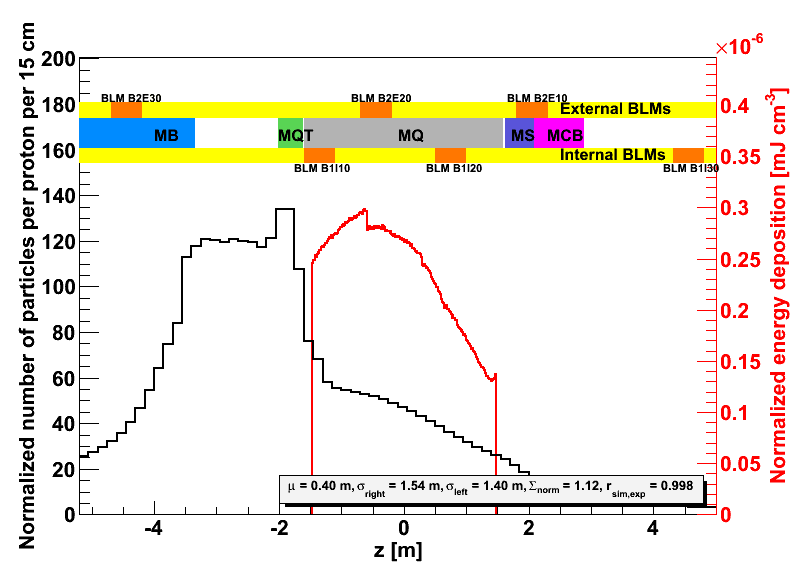 ×10⁻⁶
200
180
160
140
120
100
80
60
40
20
0
Normalized number of particles per proton per 15 cm
BLM B2E30
BLM B2E20
BLM B2E10
External BLMs
MB
MQT
MQ
MS
MCB
Internal BLMs
BLM B1I10
BLM B1I20
BLM B1I30
0.4
0.35
0.3
0.25
0.2
0.15
0.1
0.05
0
Normalized energy deposition [mJ cm⁻³]
μ = 0.40 m, σ_right = 1.54 m, σ_left = 1.40 m, Σ_norm = 1.12, r_sim,exp = 0.998
-4
-2
0
2
4
z [m]